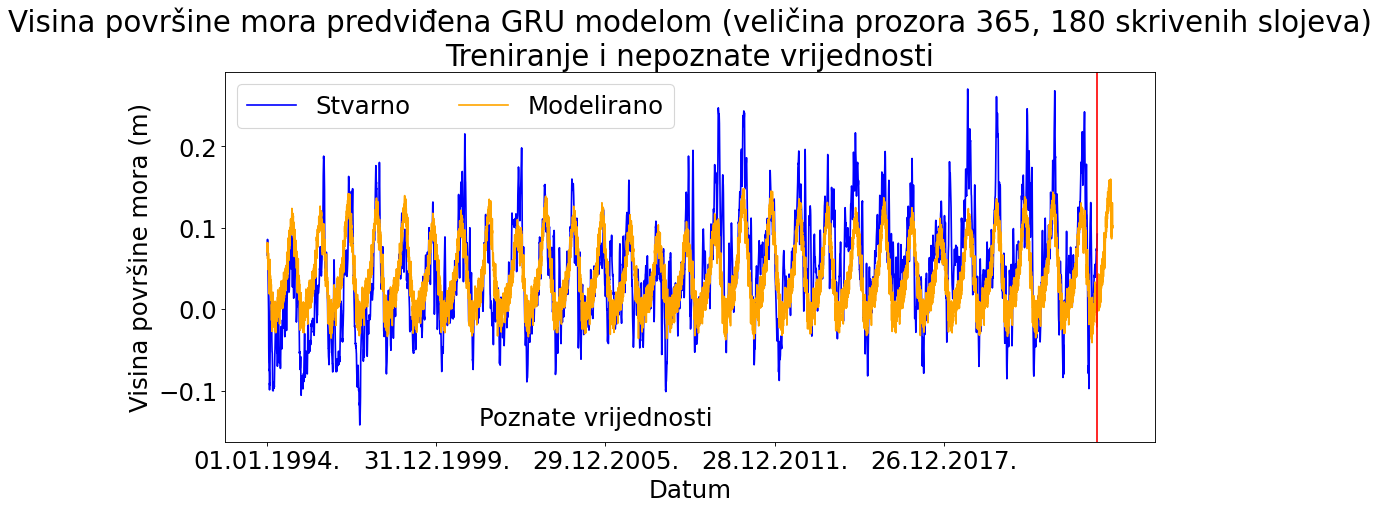 Visina površine mora predviđena GRU modelom (veličina prozora 365, 180 skrivenih slojeva)
Treniranje i nepoznate vrijednosti
Stvarno
Modelirano
Visina površine mora (m)
0.2
0.1
0.0
−0.1
Poznate vrijednosti
01.01.1994.
31.12.1999.
29.12.2005.
28.12.2011.
26.12.2017.
Datum